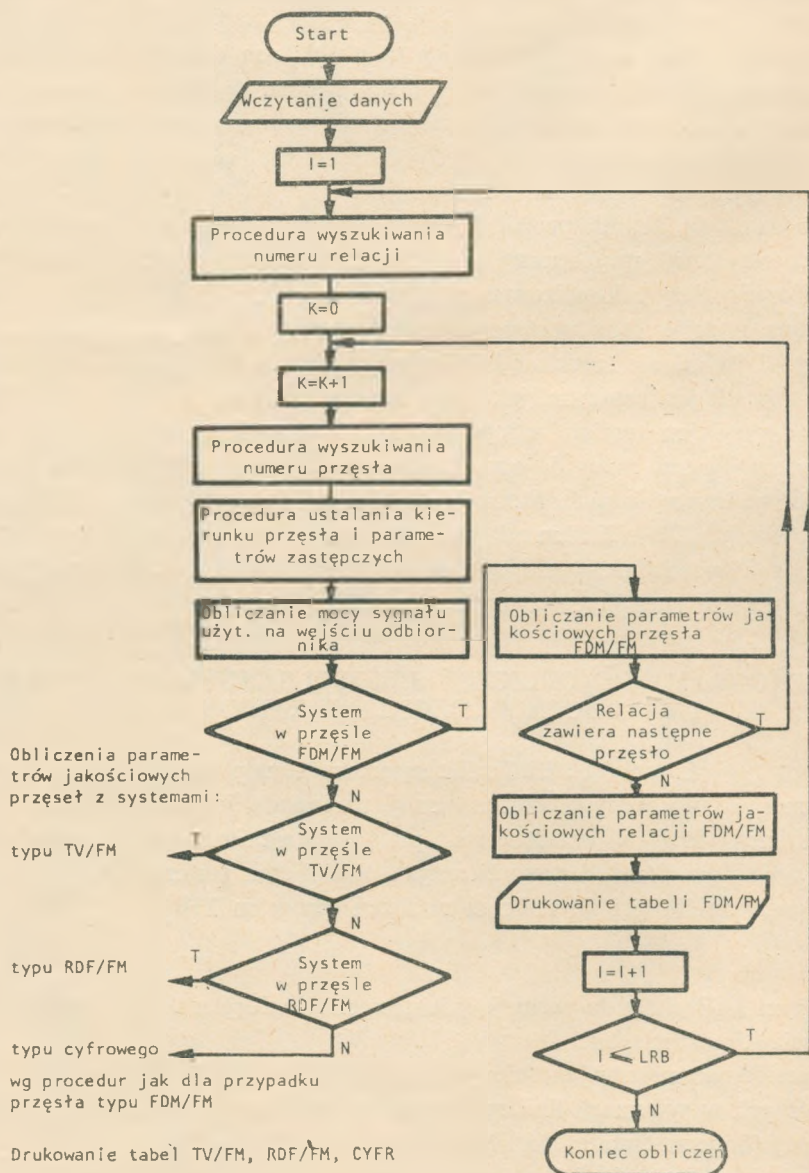 Start
Wczytanie danych
I=1
Procedura wyszukiwania
numeru relacji
K=0
K=K+1
Procedura wyszukiwania
numeru przęsła
Procedura ustalania kie-
runku przęsła i parame-
trów zastępczych
Obliczanie mocy sygnału
użyt. na wejściu odbior-
nika
System
w przęśle
FDM/FM
T
N
Obliczenia parame-
trów jakościowych
przęseł z systemami:
System
w przęśle
TV/FM
T
N
typu TV/FM
System
w przęśle
RDF/FM
T
N
typu RDF/FM
typu cyfrowego
wg procedur jak dla przypadku
przęsła typu FDM/FM
Drukowanie tabel TV/FM, RDF/FM, CYFR
Obliczanie parametrów ja-
kościowych przęsła
FDM/FM
Relacja
zawiera następne
przęsło
T
N
Obliczanie parametrów ja-
kościowych relacji FDM/FM
Drukowanie tabeli FDM/FM
I=I+1
I ⩽ LRB
T
N
Koniec obliczeń